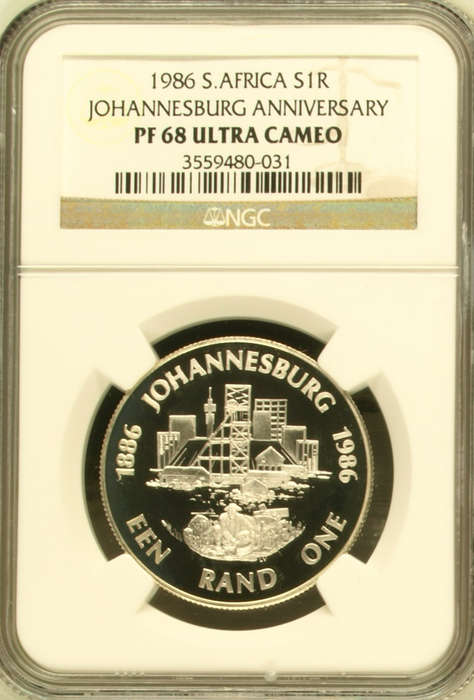 1986 S.AFRICA S1R
JOHANNESBURG ANNIVERSARY
PF 68 ULTRA CAMEO
3559480-031
NGC
JOHANNESBURG
1886 1986
EEN RAND ONE